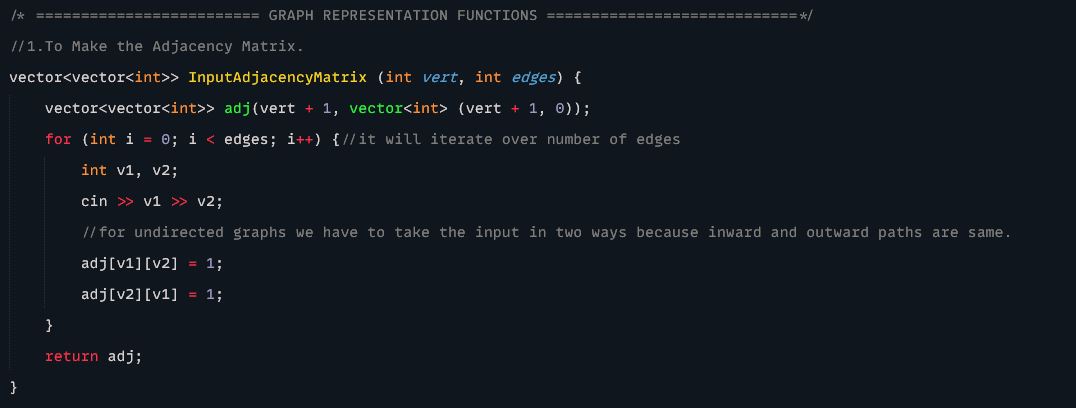 /* ========================= GRAPH REPRESENTATION FUNCTIONS ============================*/
//1.To Make the Adjacency Matrix.
vector<vector<int>> InputAdjacencyMatrix (int vert, int edges) {
    vector<vector<int>> adj(vert + 1, vector<int> (vert + 1, 0));
    for (int i = 0; i < edges; i++) {//it will iterate over number of edges
        int v1, v2;
        cin >> v1 >> v2;
        //for undirected graphs we have to take the input in two ways because inward and outward paths are same.
        adj[v1][v2] = 1;
        adj[v2][v1] = 1;
    }
    return adj;
}